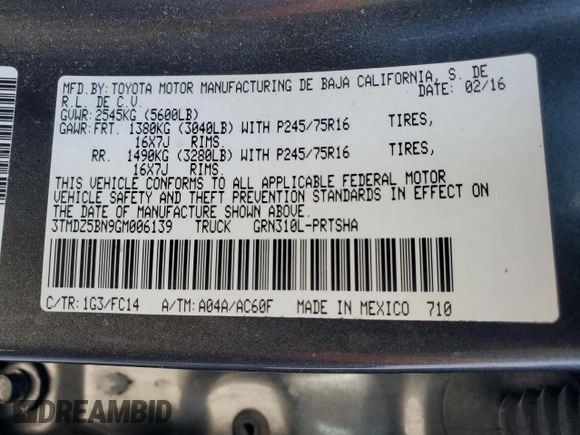 MFD.BY:TOYOTA MOTOR MANUFACTURING DE BAJA CALIFORNIA, S. DE
R.L. DE C.V. DATE: 02/16
GVWR:2545KG (5600LB)
GAWR:FRT. 1380KG (3040LB) WITH P245/75R16 TIRES,
16X7J RIMS.
RR. 1490KG (3280LB) WITH P245/75R16 TIRES,
16X7J RIMS.
THIS VEHICLE CONFORMS TO ALL APPLICABLE FEDERAL MOTOR
VEHICLE SAFETY AND THEFT PREVENTION STANDARDS IN EFFECT ON
THE DATE OF MANUFACTURE SHOWN ABOVE.
3TMDZ5BN9GM006139 TRUCK GRN310L-PRTSHA
C/TR:1G3/FC14 A/TM:A04A/AC60F MADE IN MEXICO 710
DREAMBID